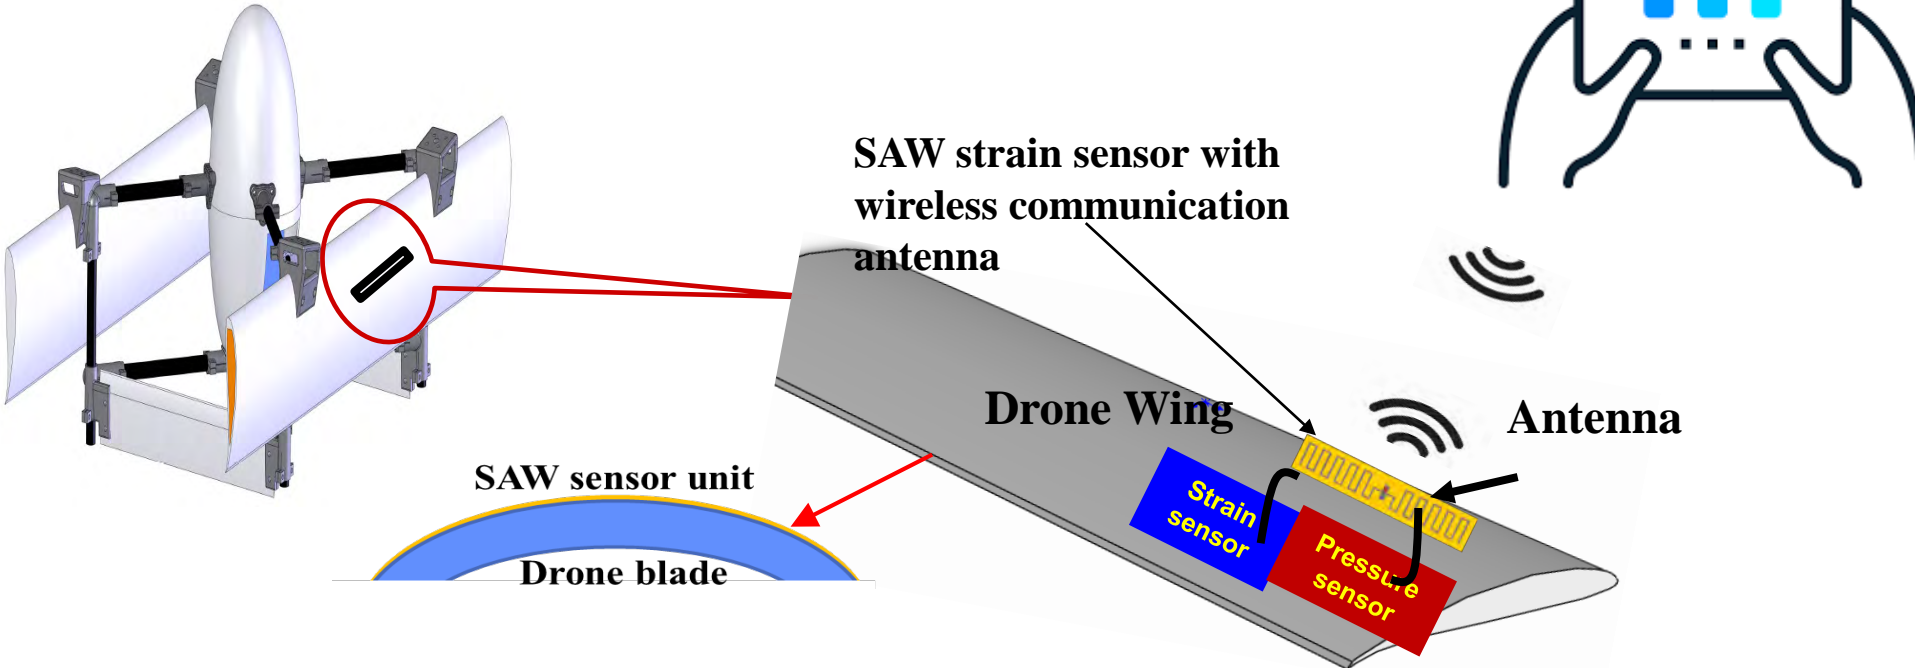 SAW strain sensor with
wireless communication
antenna
Drone Wing
Antenna
SAW sensor unit
Drone blade
Strain
sensor
Pressure
sensor